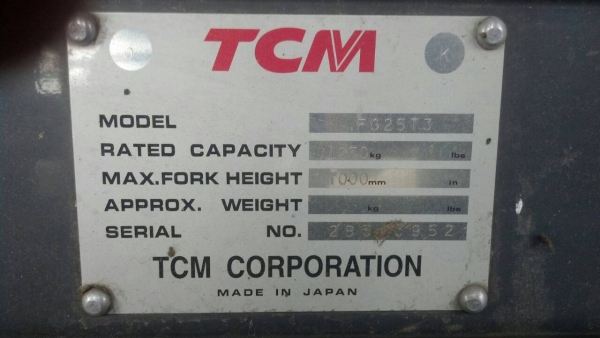 TCM
K
MODEL FG25T3
RATED CAPACITY kg lbs
MAX.FORK HEIGHT 7000mm in
APPROX. WEIGHT kg lbs
SERIAL NO.
TCM CORPORATION
MADE IN JAPAN